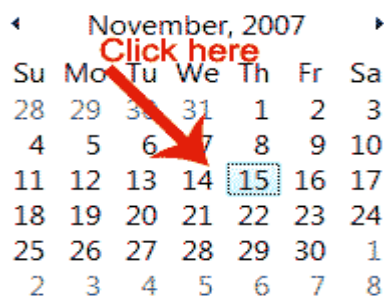 November, 2007
Click here
Su Mo Tu We Th Fr Sa
28 29 30 31 1 2 3
4 5 6 7 8 9 10
11 12 13 14 15 16 17
18 19 20 21 22 23 24
25 26 27 28 29 30 1
2 3 4 5 6 7 8